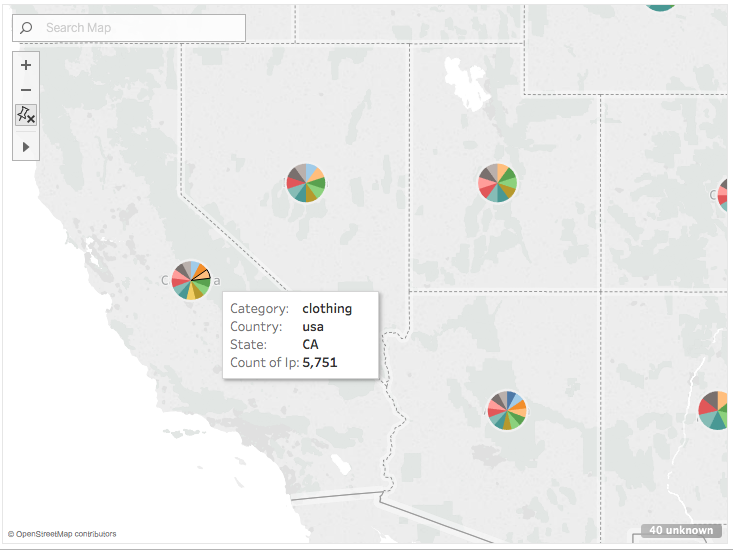 Search Map
C a
C
Category: clothing
Country: usa
State: CA
Count of Ip: 5,751
© OpenStreetMap contributors
40 unknown